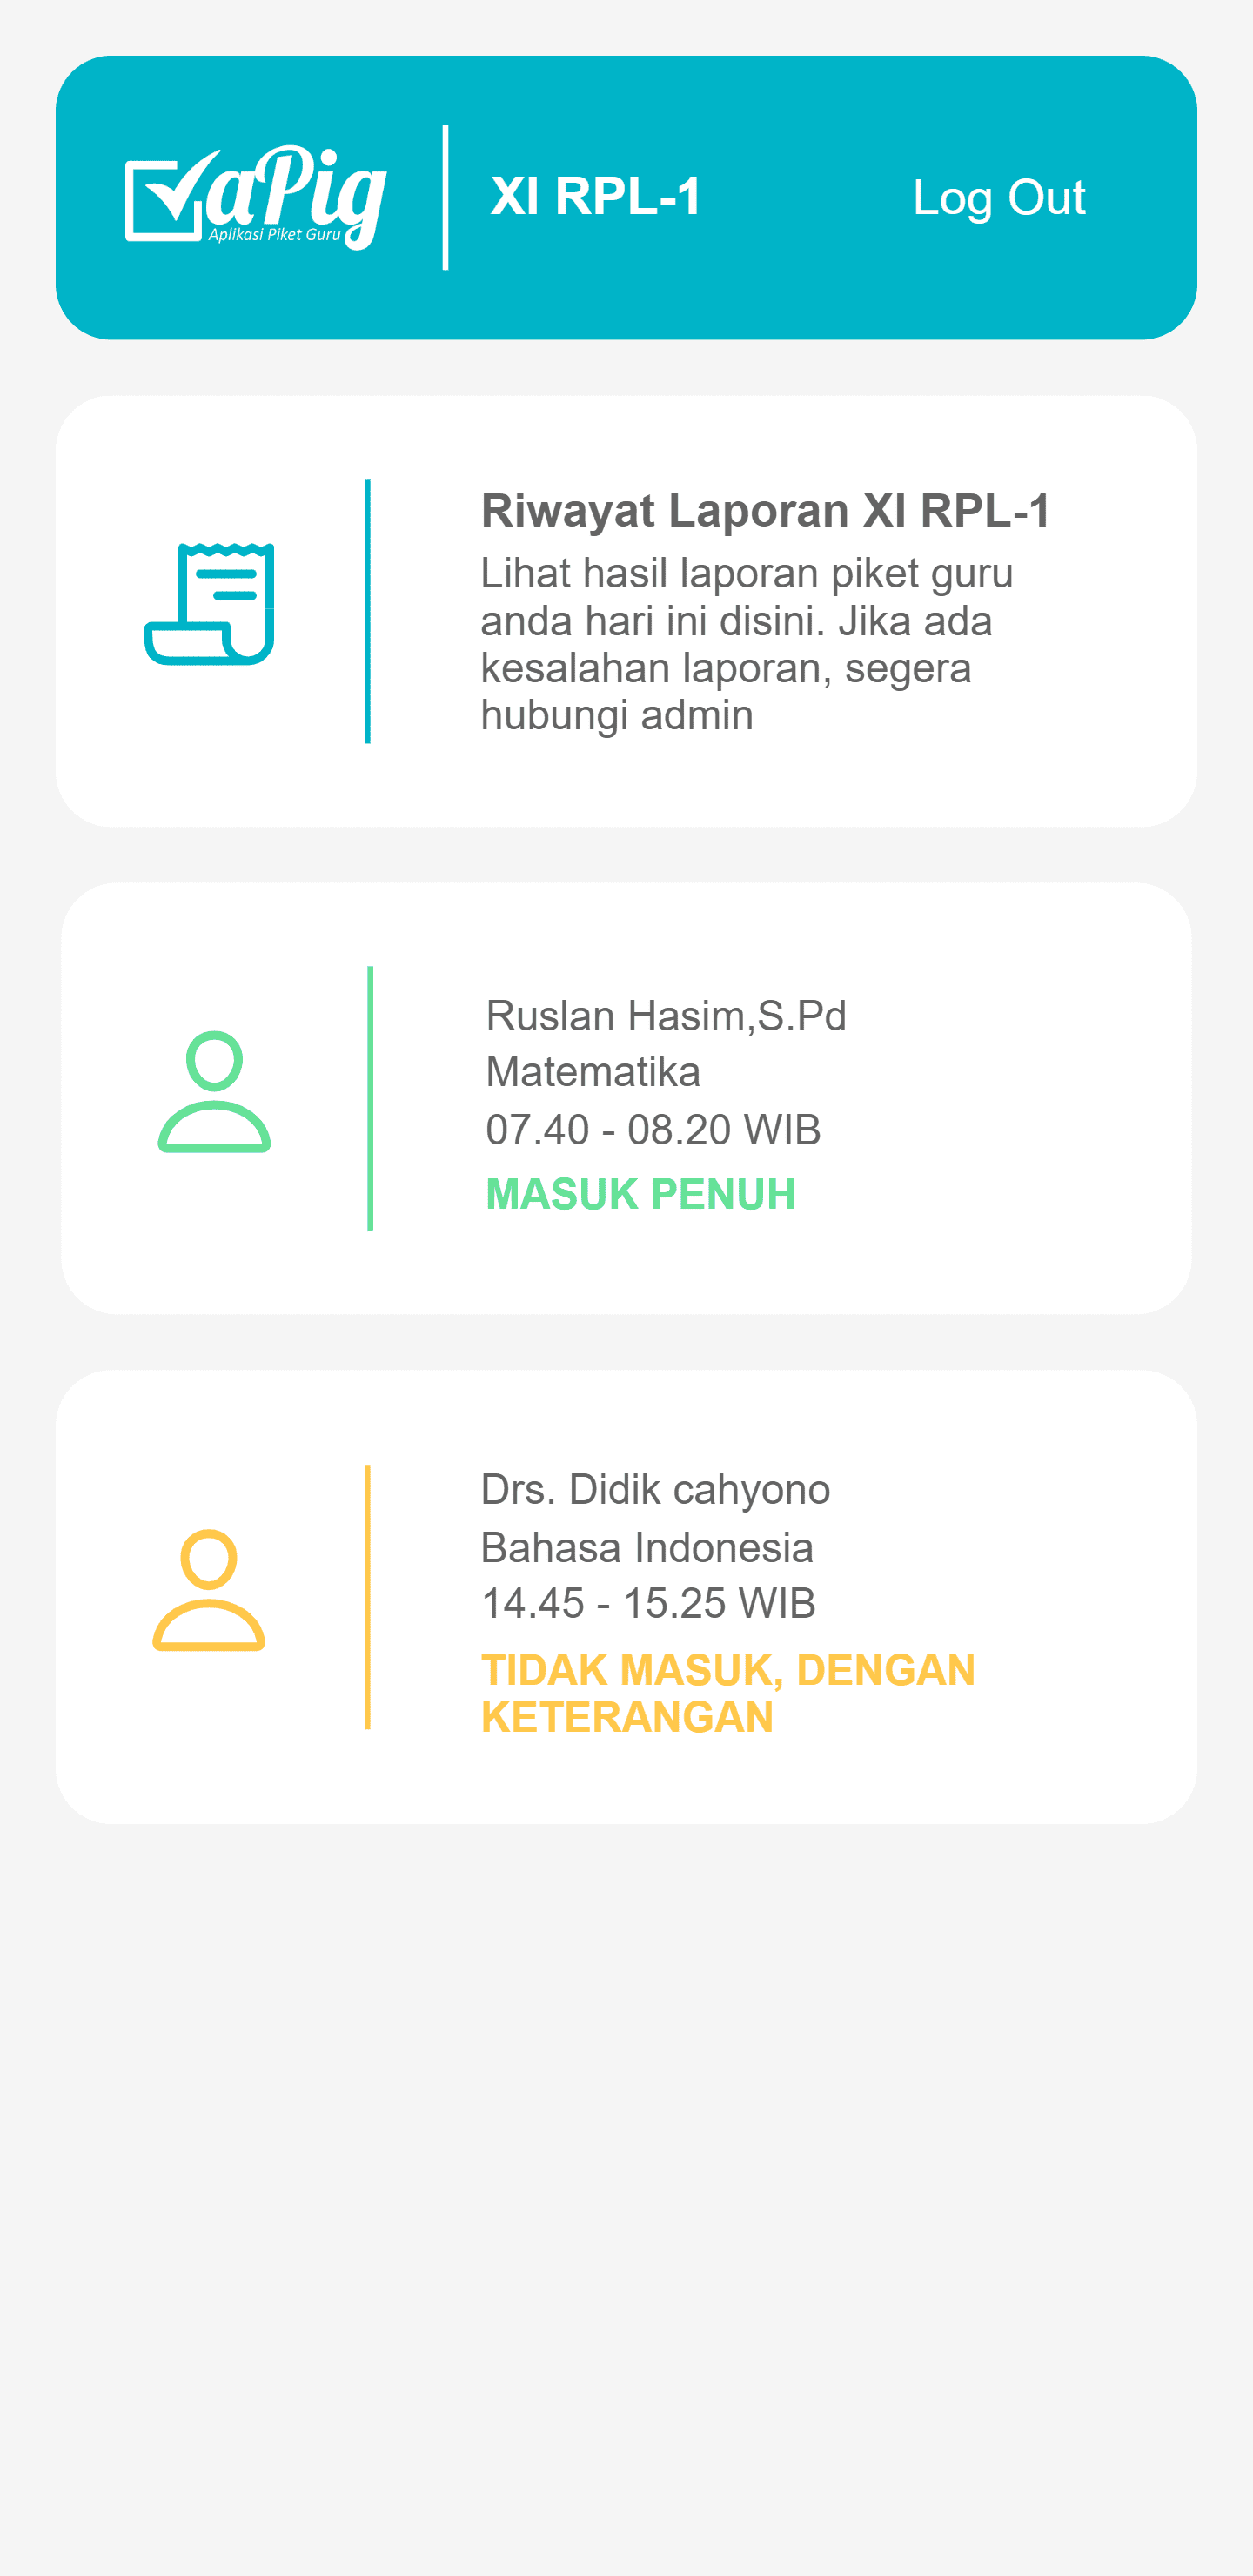 aPig
Aplikasi Piket Guru
XI RPL-1
Log Out
Riwayat Laporan XI RPL-1
Lihat hasil laporan piket guru
anda hari ini disini. Jika ada
kesalahan laporan, segera
hubungi admin
Ruslan Hasim,S.Pd
Matematika
07.40 - 08.20 WIB
MASUK PENUH
Drs. Didik cahyono
Bahasa Indonesia
14.45 - 15.25 WIB
TIDAK MASUK, DENGAN
KETERANGAN